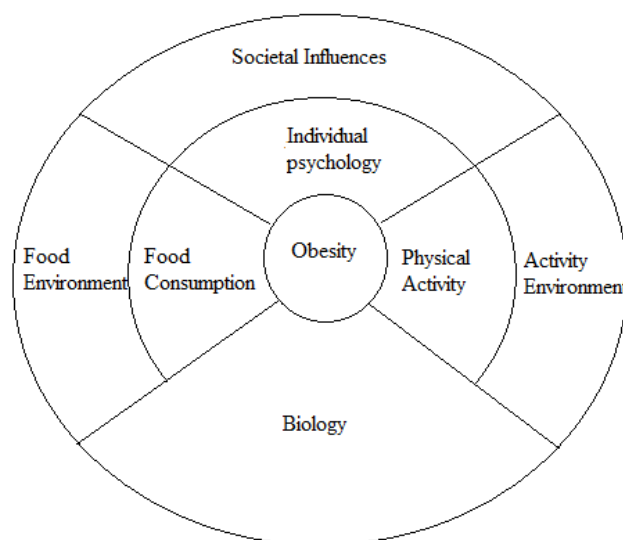 Societal Influences
Individual
psychology
Food
Environment
Food
Consumption
Obesity
Physical
Activity
Activity
Environment
Biology